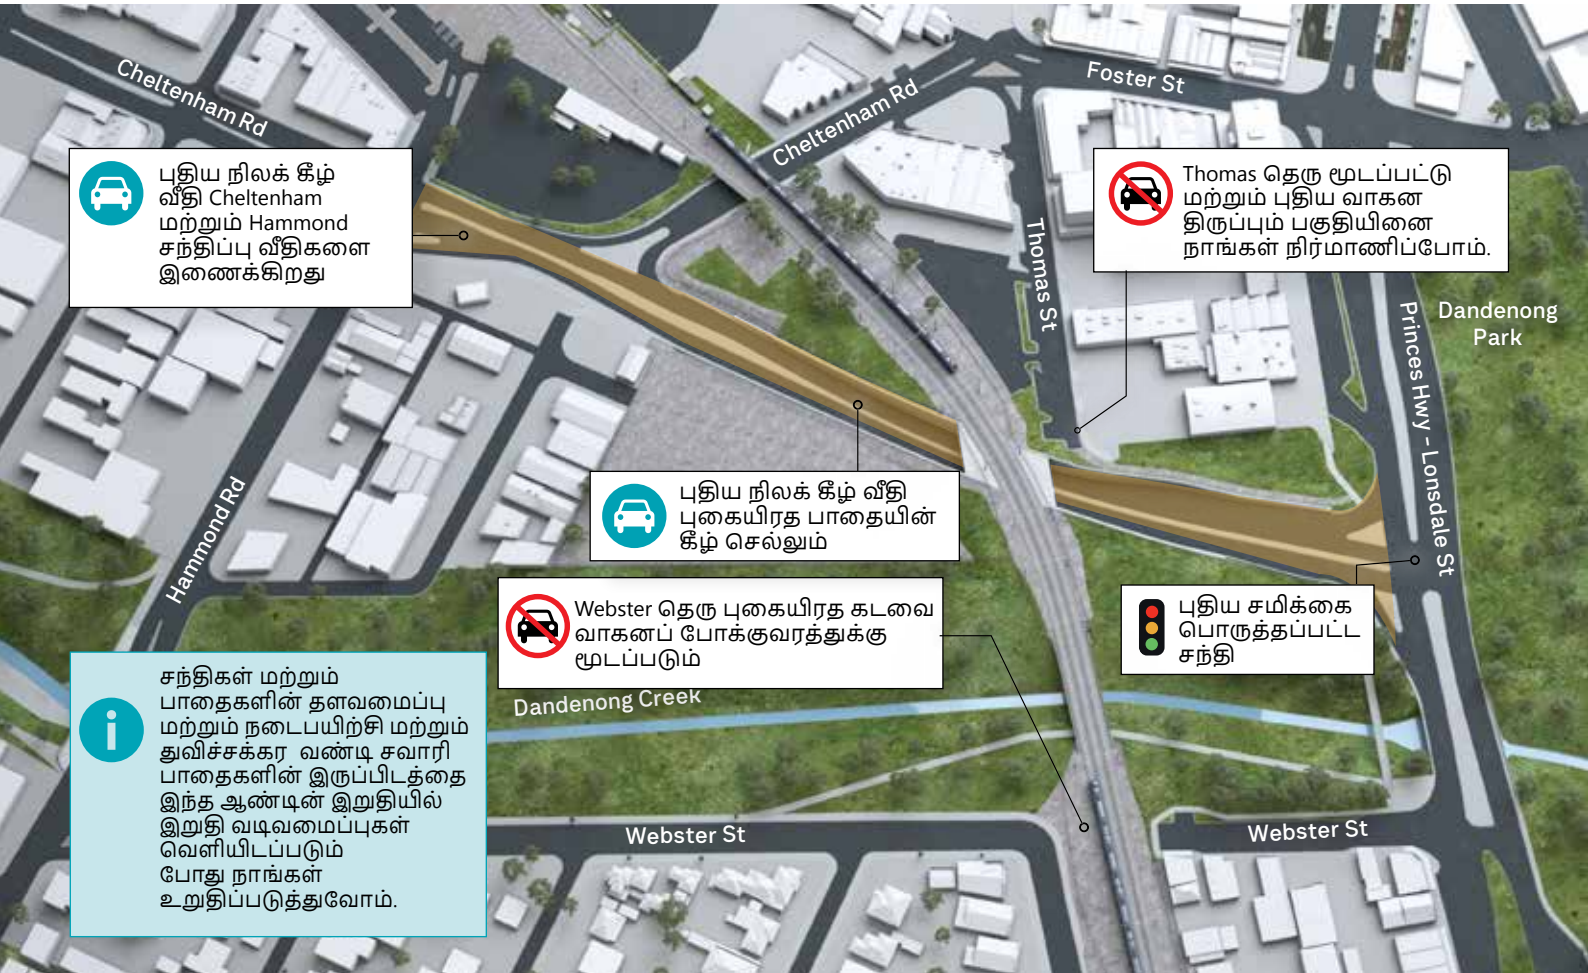 Cheltenham Rd
Cheltenham Rd
Foster St
புதிய நிலக் கீழ்
வீதி Cheltenham
மற்றும் Hammond
சந்திப்பு வீதிகளை
இணைக்கிறது
Thomas தெரு மூடப்பட்டு
மற்றும் புதிய வாகன
திருப்பும் பகுதியினை
நாங்கள் நிர்மாணிப்போம்.
Thomas St
Princes Hwy - Lonsdale St
Dandenong
Park
Hammond Rd
புதிய நிலக் கீழ் வீதி
புகையிரத பாதையின்
கீழ் செல்லும்
Webster தெரு புகையிரத கடவை
வாகனப் போக்குவரத்துக்கு
மூடப்படும்
புதிய சமிக்கை
பொருத்தப்பட்ட
சந்தி
Dandenong Creek
சந்திகள் மற்றும்
பாதைகளின் தளவமைப்பு
மற்றும் நடைபயிற்சி மற்றும்
துவிச்சக்கர வண்டி சவாரி
பாதைகளின் இருப்பிடத்தை
இந்த ஆண்டின் இறுதியில்
இறுதி வடிவமைப்புகள்
வெளியிடப்படும்
போது நாங்கள்
உறுதிப்படுத்துவோம்.
Webster St
Webster St